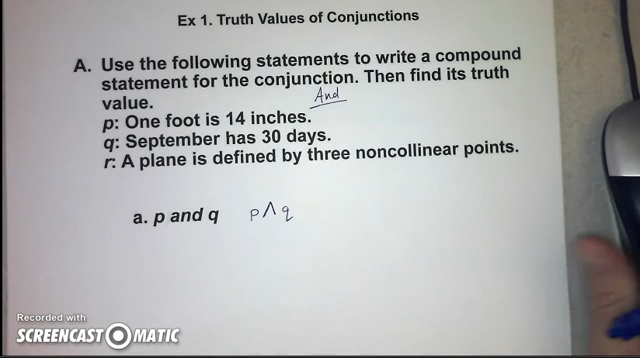 Ex 1. Truth Values of Conjunctions
A. Use the following statements to write a compound
statement for the conjunction. Then find its truth
value.
And
p: One foot is 14 inches.
q: September has 30 days.
r: A plane is defined by three noncollinear points.
a. p and q p∧q
Recorded with
SCREENCAST O MATIC